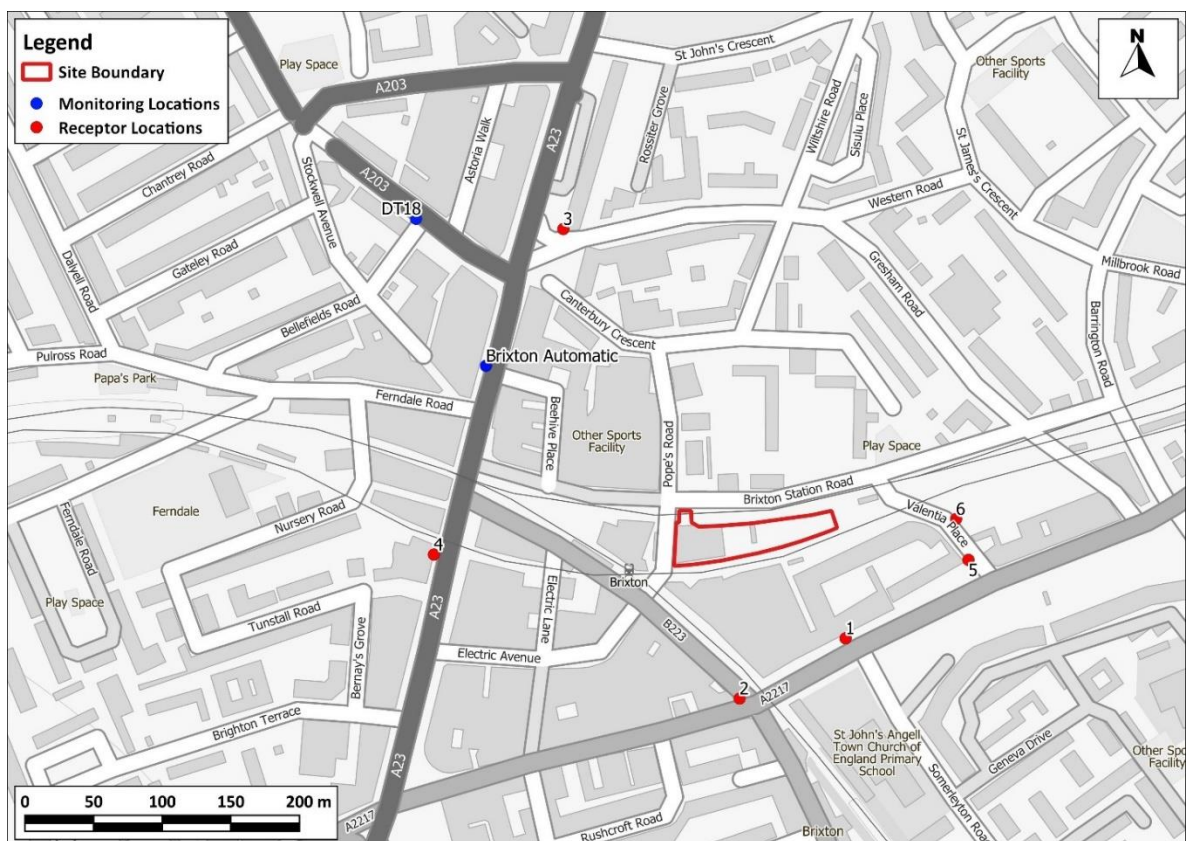 Legend
Site Boundary
Monitoring Locations
Receptor Locations
N
Play Space
St John's Crescent
Other Sports
Facility
A203
A23
Astoria Walk
Rossiter Grove
Wiltshire Road
Sisulu Place
St James's Crescent
Chantrey Road
Stockwell Avenue
A203
DT18
3
Western Road
Gateley Road
Dalyell Road
Bellefields Road
Gresham Road
Millbrook Road
Barrington Road
Canterbury Crescent
Pulross Road
Papa's Park
Brixton Automatic
Ferndale Road
Beehive Place
Other Sports
Facility
Pope's Road
Play Space
Brixton Station Road
Valentia Place
6
5
Ferndale
Nursery Road
Ferndale Road
4
Brixton
Electric Lane
Play Space
Tunstall Road
A23
B223
1
Electric Avenue
Bernay's Grove
2
A2217
Brighton Terrace
St John's Angell
Town Church of
England Primary
School
Somerleyton Road
Geneva Drive
Other Spo
Facility
A23
0 50 100 150 200 m
A2217
Rushcroft Road
Brixton